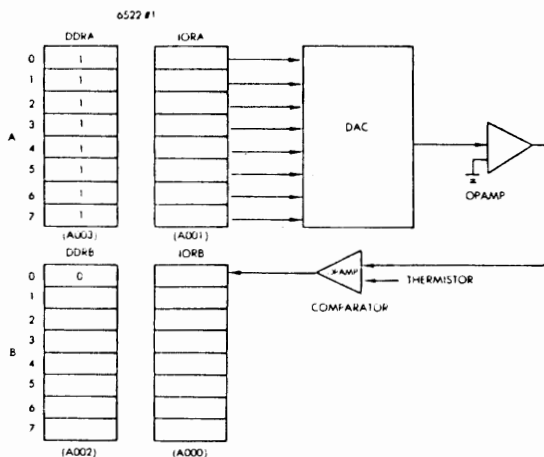 6522 #1
DDRA IORA
0 1
1 1
2 1
3 1
4 1
5 1
6 1
7 1
A
DAC
OPAMP
(A003) (A001)
DDRB IORB
0 0
1
2
3
4
5
6
7
B
OPAMP
THERMISTOR
COMPARATOR
(A002) (A000)